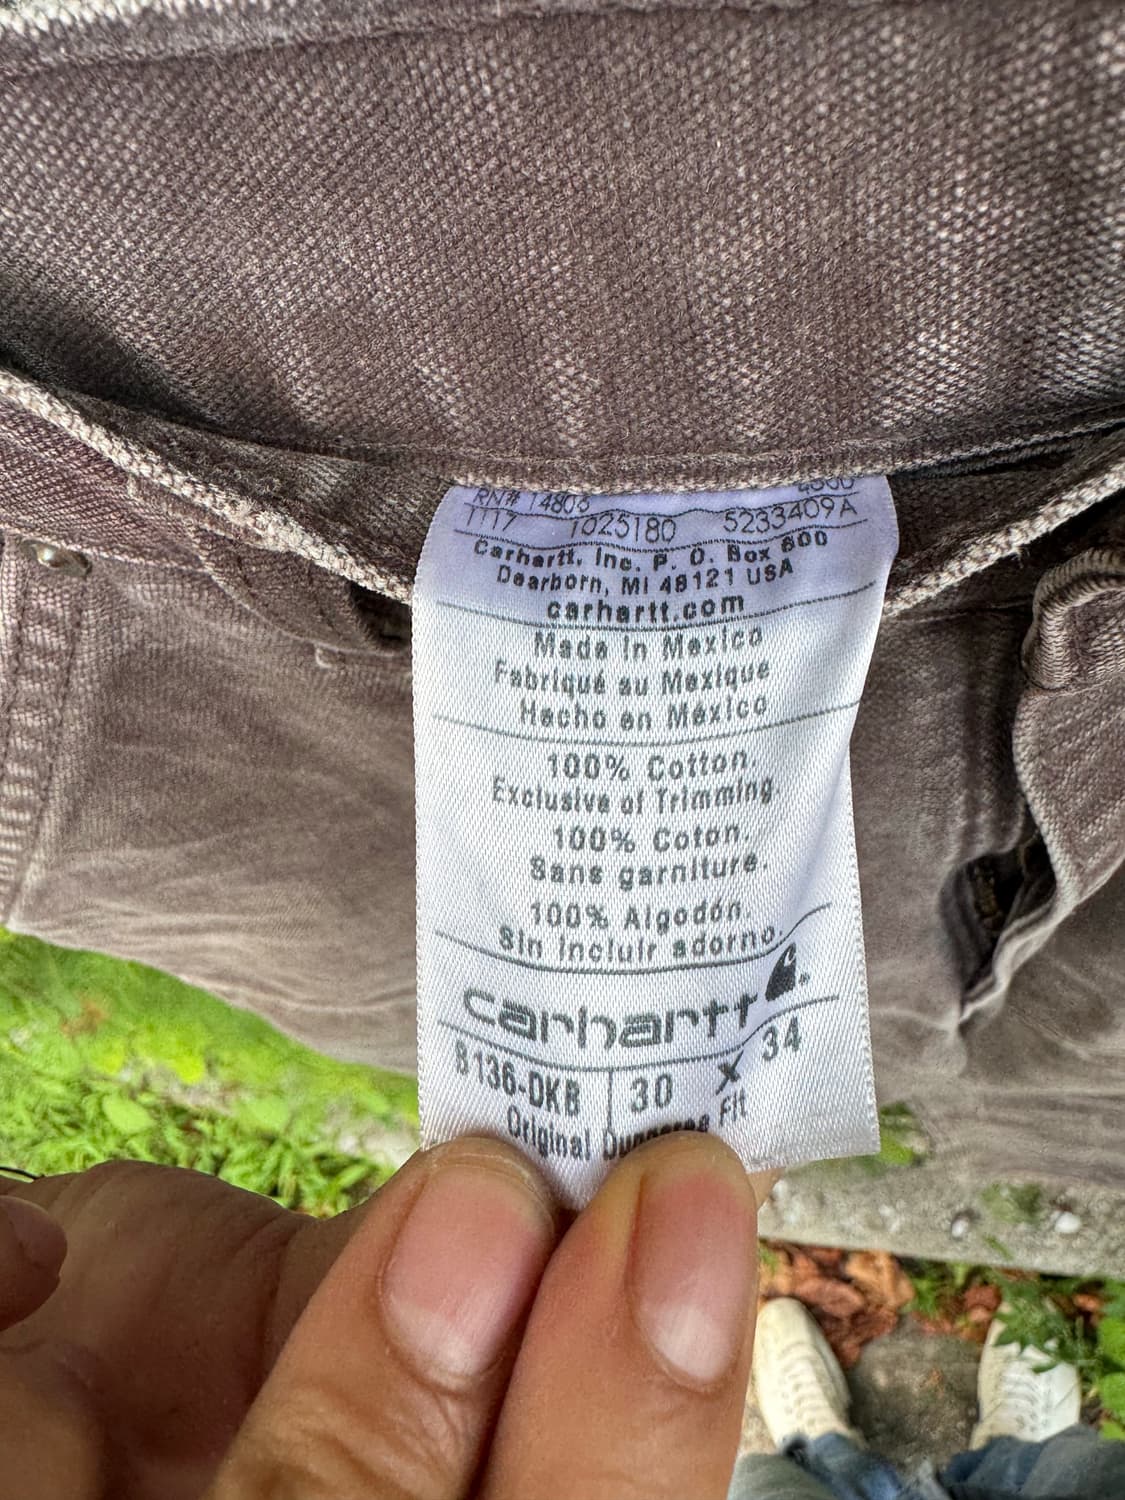 RN# 14806 2300
1117 1025180 5233409A
Carhartt, Inc. P. O. Box 600
Dearborn, MI 48121 USA
carhartt.com
Made in Mexico
Fabriqué au Mexique
Hecho en México
100% Cotton.
Exclusive of Trimming.
100% Coton.
Sans garniture.
100% Algodón.
Sin incluir adorno.
carhartt
B136-DKB 30 x 34
Original Dungaree Fit